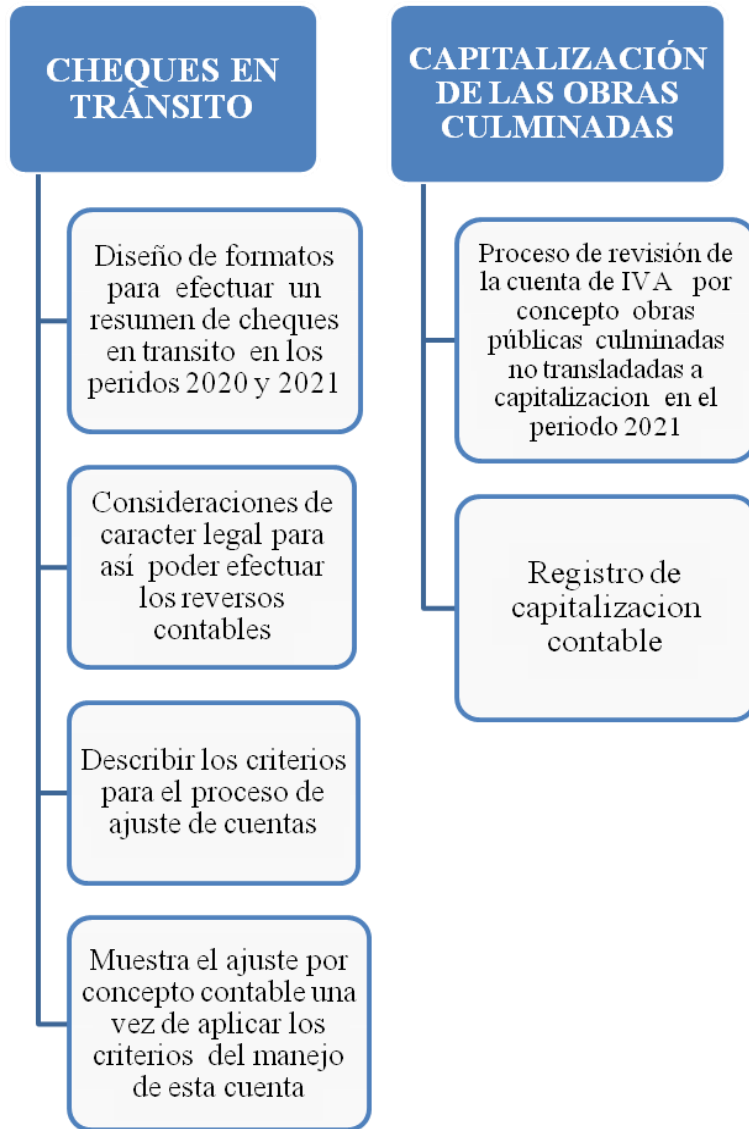 CHEQUES EN
TRÁNSITO
Diseño de formatos
para efectuar un
resumen de cheques
en transito en los
peridos 2020 y 2021
Consideraciones de
caracter legal para
así poder efectuar
los reversos
contables
Describir los criterios
para el proceso de
ajuste de cuentas
Muestra el ajuste por
concepto contable una
vez de aplicar los
criterios del manejo
de esta cuenta
CAPITALIZACIÓN
DE LAS OBRAS
CULMINADAS
Proceso de revisión de
la cuenta de IVA por
concepto obras
públicas culminadas
no transladadas a
capitalizacion en el
periodo 2021
Registro de
capitalizacion
contable